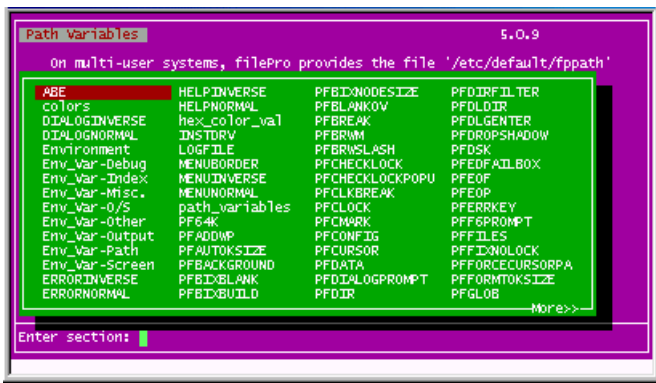 Path Variables 5.0.9
On multi-user systems, filePro provides the file '/etc/default/fppath'
ABE HELPINVERSE PFBIXNODESIZE PFDIRFILTER
colors HELPNORMAL PFBLANKOV PFDLDIR
DIALOGINVERSE hex_color_val PFBREAK PFDLGENTER
DIALOGNORMAL INSTDRV PFBRWM PFDROPSHADOW
Environment LOGFILE PFBRWSLASH PFDSK
Env_Var-Debug MENUBORDER PFCHECKLOCK PFEDFAILBOX
Env_Var-Index MENUINVERSE PFCHECKLOCKPOPU PFEOF
Env_Var-Misc. MENUNORMAL PFCLKBREAK PFEOP
Env_Var-O/S path_variables PFCLOCK PFERRKEY
Env_Var-Other PF64K PFCMARK PFF6PROMPT
Env_Var-Output PFADDWP PFCONFIG PFFILES
Env_Var-Path PFAUTOKSIZE PFCURSOR PFFIXNOLOCK
Env_Var-Screen PFBACKGROUND PFDATA PFFORCECURSORPA
ERRORINVERSE PFBIXBLANK PFDIALOGPROMPT PFFORMTOKSIZE
ERRORNORMAL PFBIXBUILD PFDIR PFGLOB
More>>
Enter section: